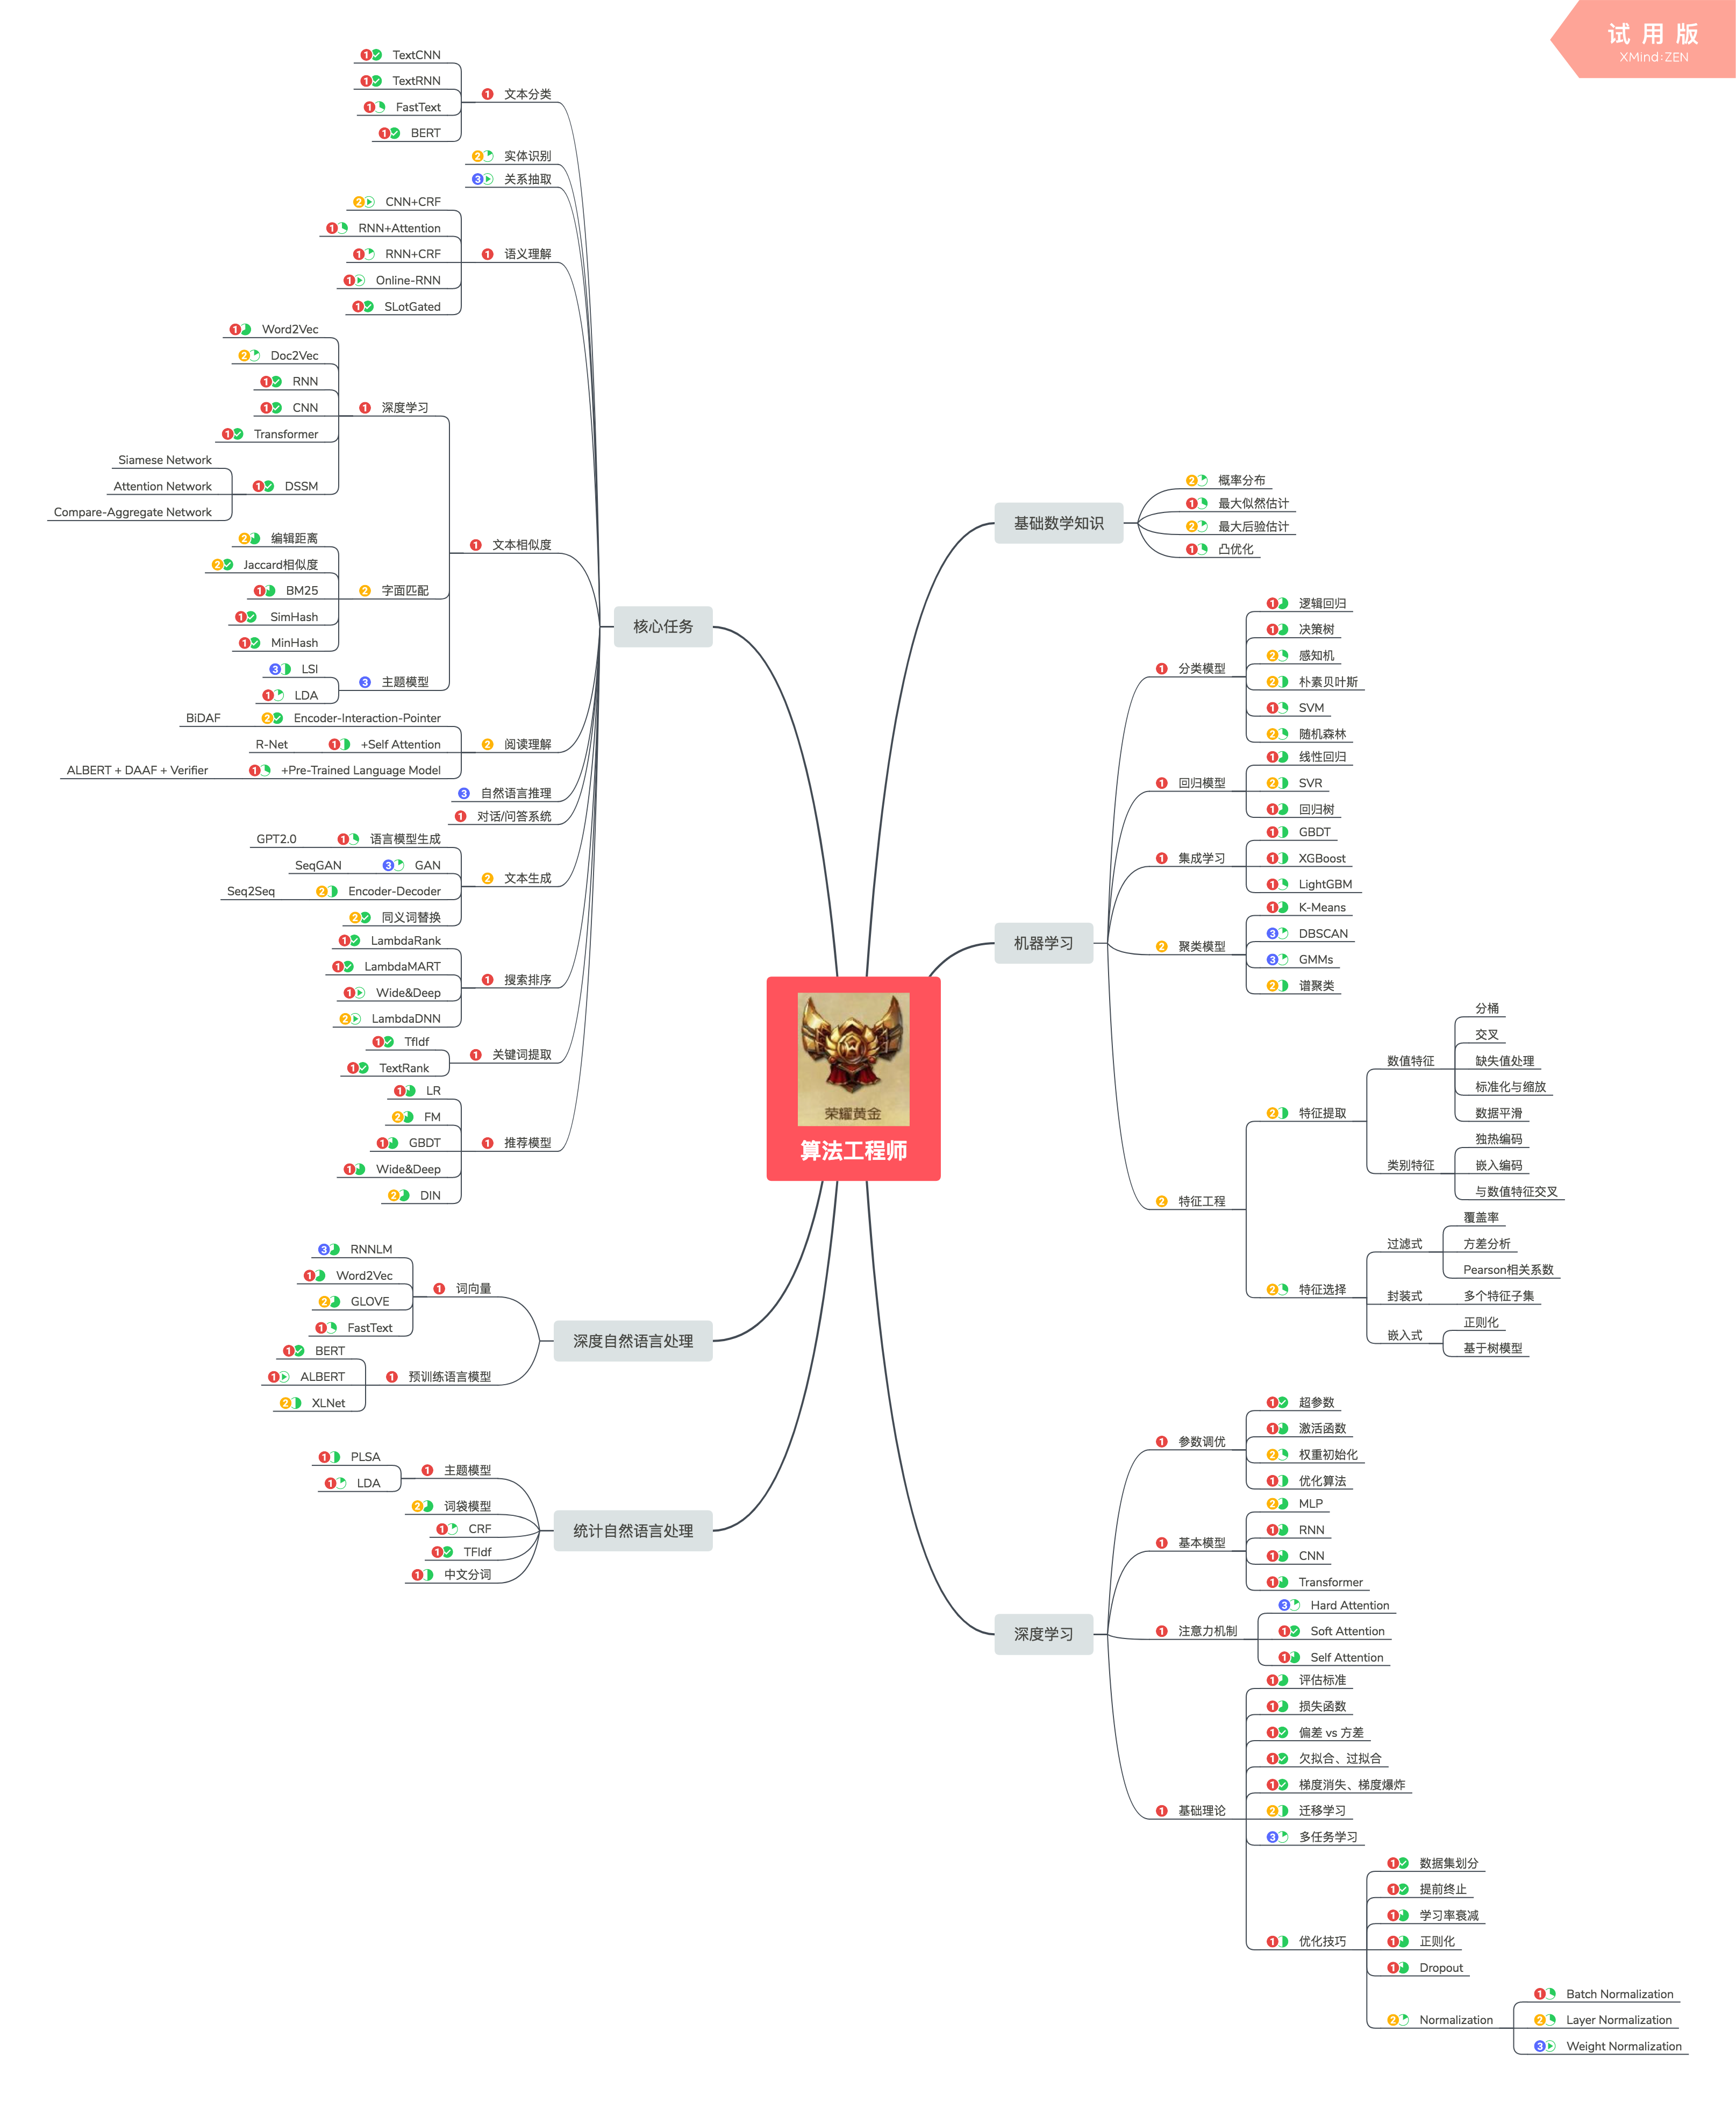 试用版
XMind:ZEN
荣耀黄金
算法工程师
基础数学知识
概率分布
最大似然估计
最大后验估计
凸优化
机器学习
1 分类模型
逻辑回归
决策树
感知机
朴素贝叶斯
SVM
随机森林
回归模型
线性回归
SVR
回归树
集成学习
GBDT
XGBoost
LightGBM
聚类模型
K-Means
DBSCAN
GMMs
谱聚类
特征工程
特征提取
数值特征
分桶
交叉
缺失值处理
标准化与缩放
数据平滑
类别特征
独热编码
嵌入编码
与数值特征交叉
特征选择
过滤式
覆盖率
方差分析
Pearson相关系数
封装式
多个特征子集
嵌入式
正则化
基于树模型
深度学习
参数调优
超参数
激活函数
权重初始化
优化算法
基本模型
MLP
RNN
CNN
Transformer
注意力机制
Hard Attention
Soft Attention
Self Attention
基础理论
评估标准
损失函数
偏差 vs 方差
欠拟合、过拟合
梯度消失、梯度爆炸
迁移学习
多任务学习
优化技巧
数据集划分
提前终止
学习率衰减
正则化
Dropout
Normalization
Batch Normalization
Layer Normalization
Weight Normalization
核心任务
文本分类
TextCNN
TextRNN
FastText
BERT
实体识别
关系抽取
语义理解
CNN+CRF
RNN+Attention
RNN+CRF
Online-RNN
SLotGated
文本相似度
深度学习
Word2Vec
Doc2Vec
RNN
CNN
Transformer
DSSM
Siamese Network
Attention Network
Compare-Aggregate Network
字面匹配
编辑距离
Jaccard相似度
BM25
SimHash
MinHash
主题模型
LSI
LDA
阅读理解
Encoder-Interaction-Pointer
BiDAF
+Self Attention
R-Net
+Pre-Trained Language Model
ALBERT + DAAF + Verifier
自然语言推理
对话/问答系统
文本生成
语言模型生成
GPT2.0
GAN
SeqGAN
Encoder-Decoder
Seq2Seq
同义词替换
搜索排序
LambdaRank
LambdaMART
Wide&Deep
LambdaDNN
关键词提取
TfIdf
TextRank
推荐模型
LR
FM
GBDT
Wide&Deep
DIN
深度自然语言处理
词向量
RNNLM
Word2Vec
GLOVE
FastText
预训练语言模型
BERT
ALBERT
XLNet
统计自然语言处理
主题模型
PLSA
LDA
词袋模型
CRF
TFIdf
中文分词